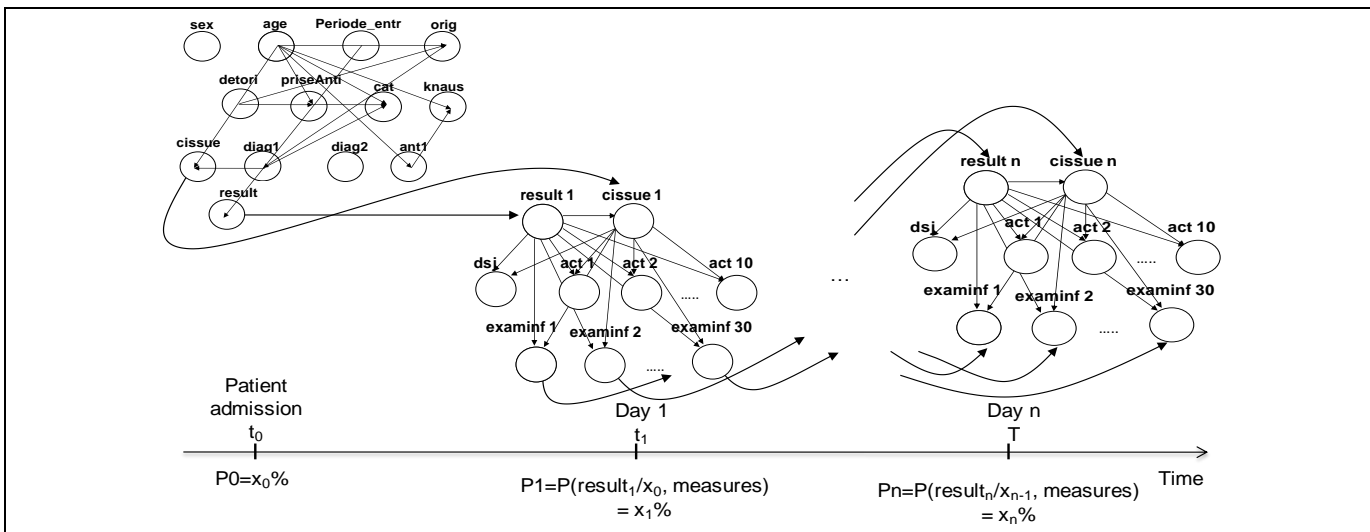 sex age Periode_entr orig
detori priseAnti cat knaus
cissue diag1 diag2 ant1
result
result 1 cissue 1
dsj act 1 act 2 act 10
.....
examinf 1 examinf 2 examinf 30
.....
...
result n cissue n
dsj act 1 act 2 act 10
.....
examinf 1 examinf 2 examinf 30
.....
Patient
admission
t0
Day 1
t1
Day n
T
Time
P0=x0%
P1=P(result1/x0, measures)
= x1%
Pn=P(resultn/xn-1, measures)
= xn%